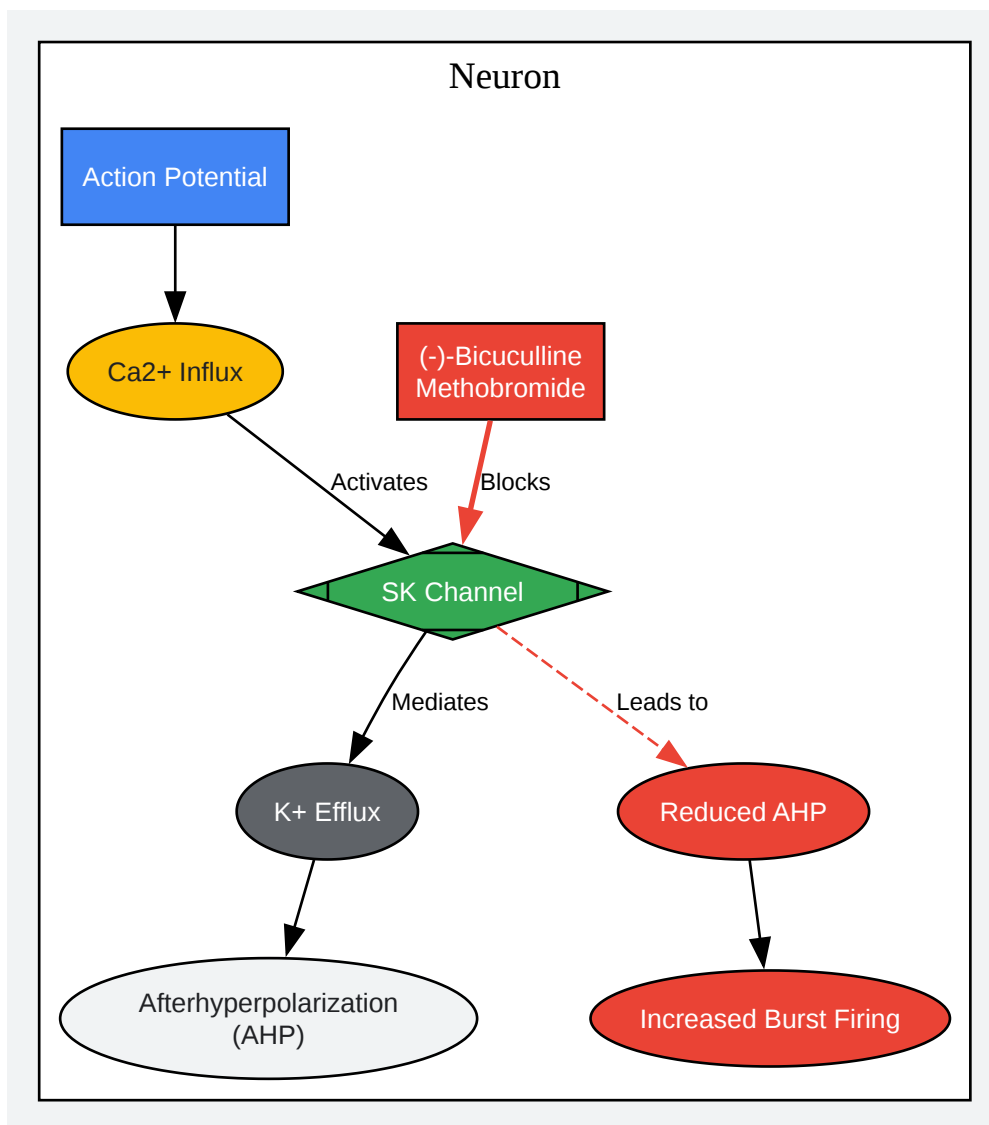 Neuron
Action Potential
Ca2+ Influx
(-)-Bicuculline
Methobromide
Activates
Blocks
SK Channel
Mediates
Leads to
K+ Efflux
Reduced AHP
Afterhyperpolarization
(AHP)
Increased Burst Firing